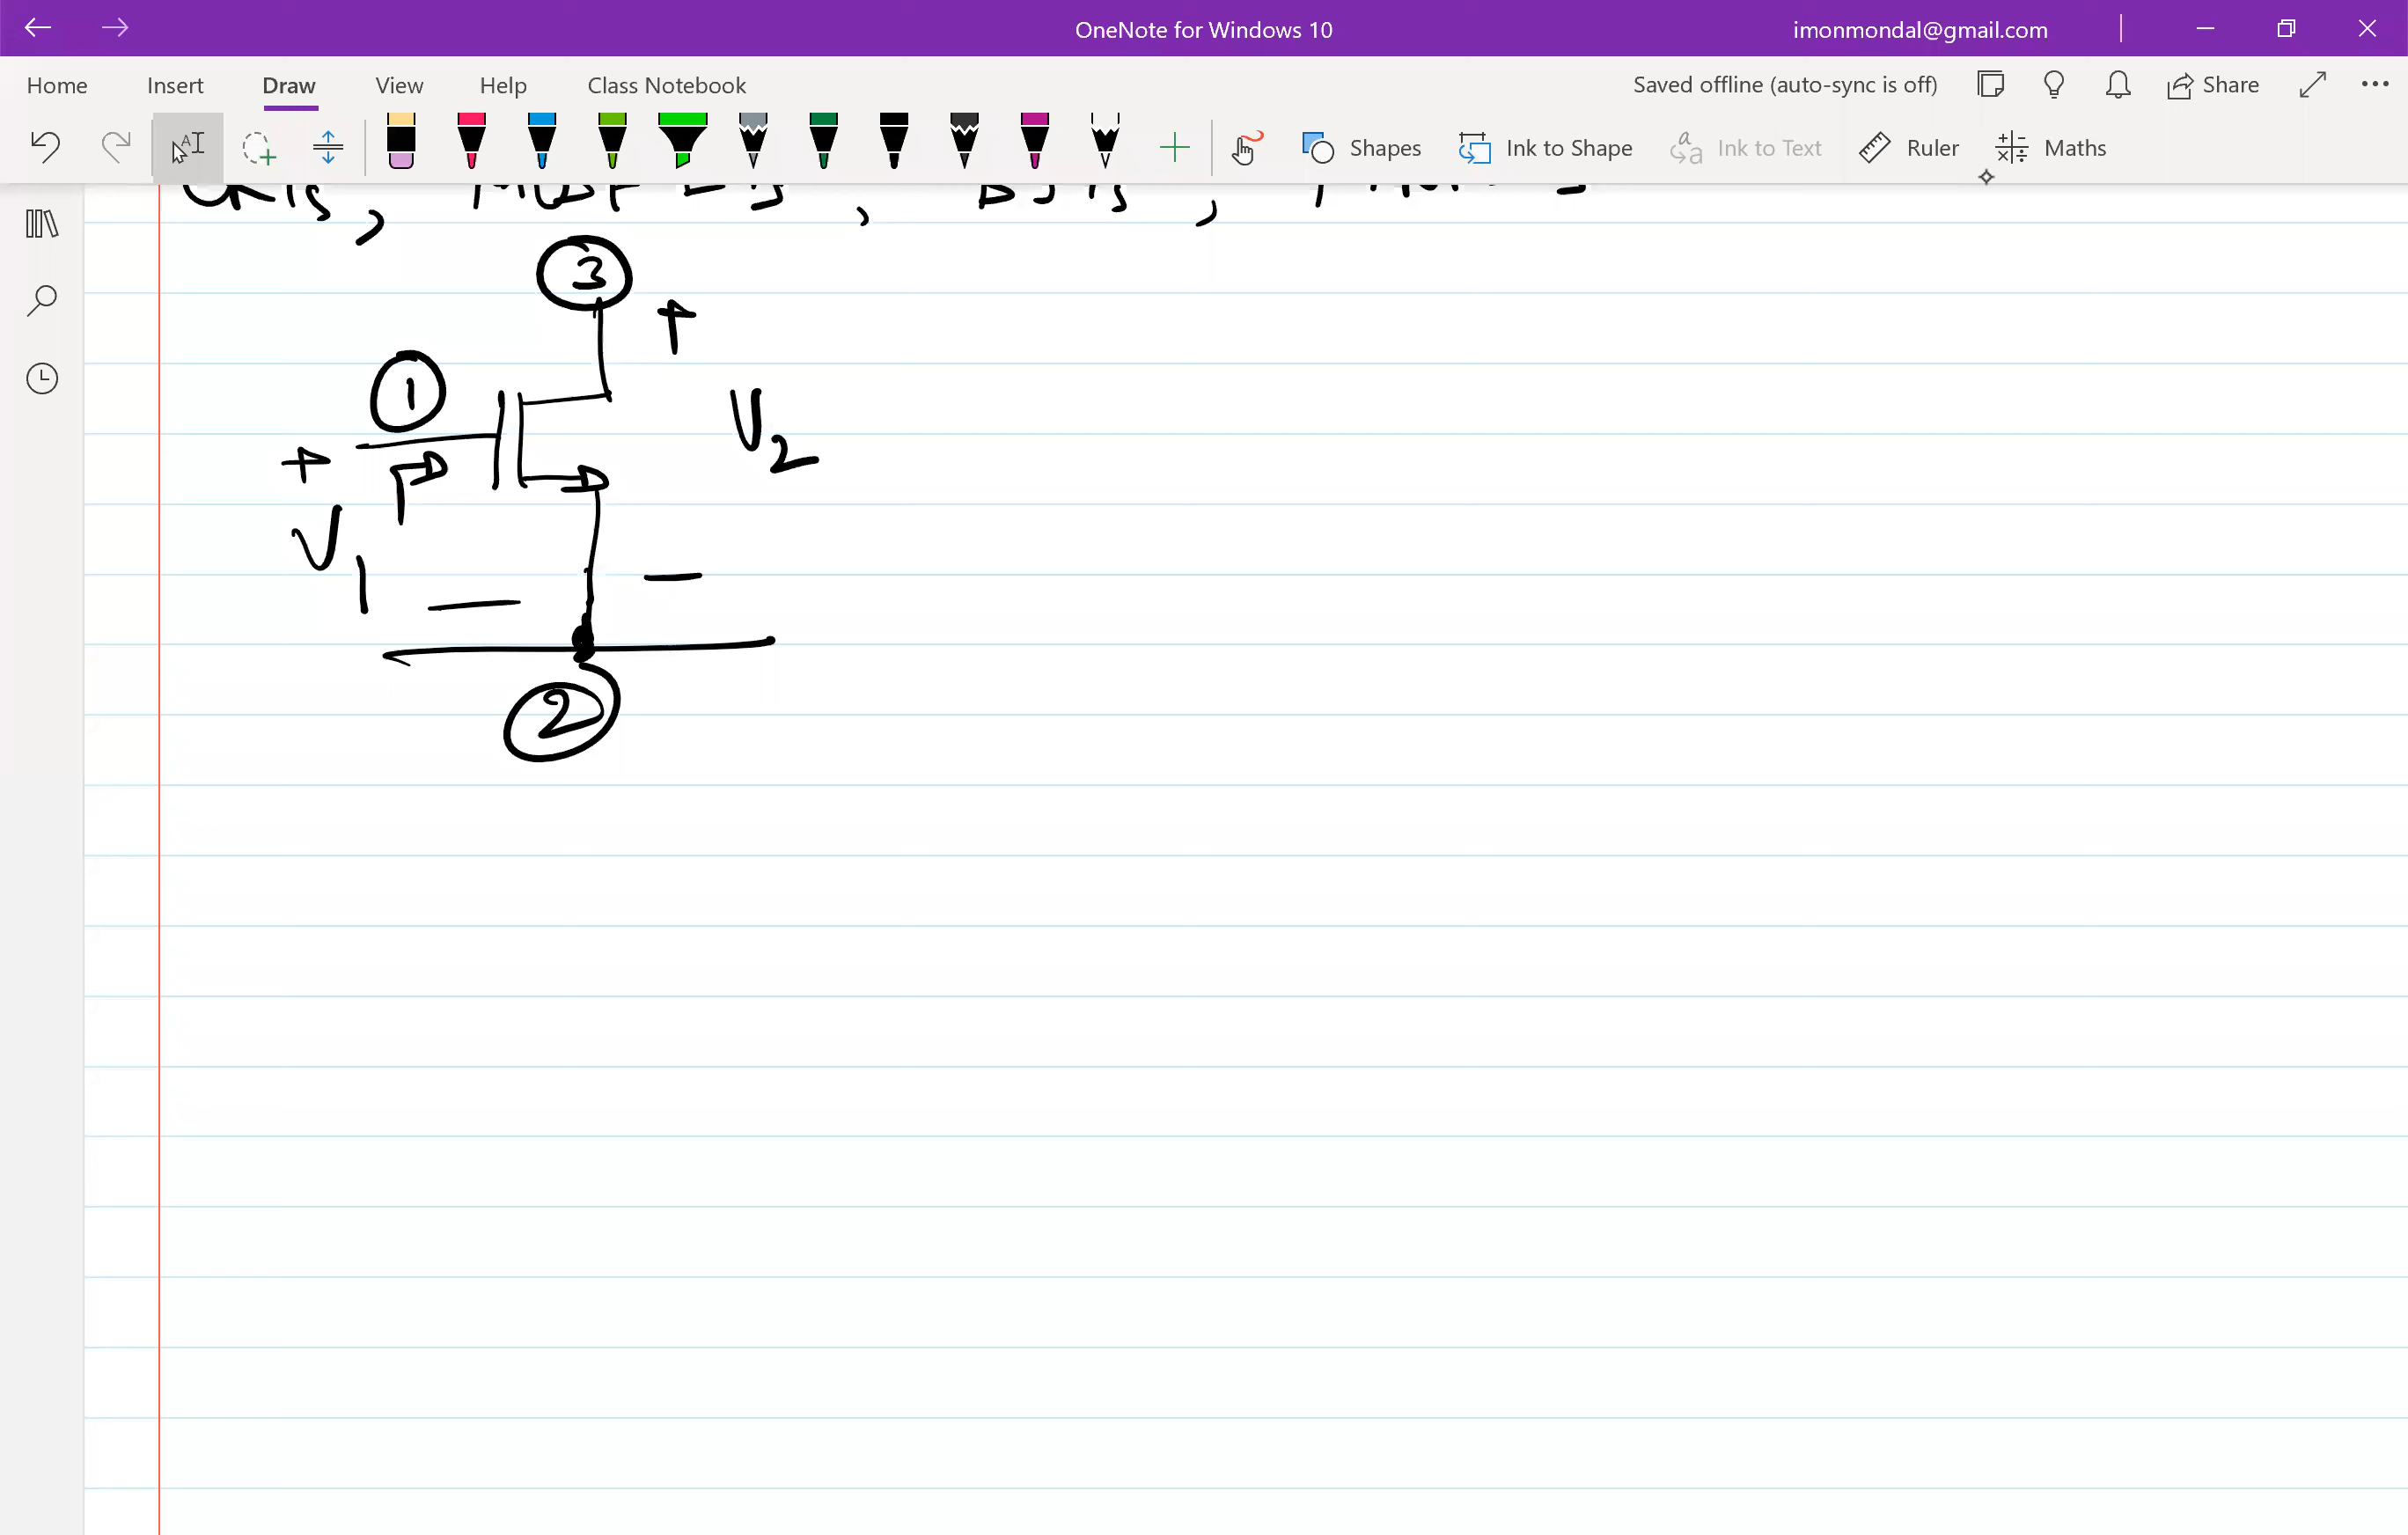 OneNote for Windows 10 imonmondal@gmail.com
Home Insert Draw View Help Class Notebook Saved offline (auto-sync is off) Share
Shapes Ink to Shape Ink to Text Ruler Maths
3
+
1
V2
+
V1
–
–
2